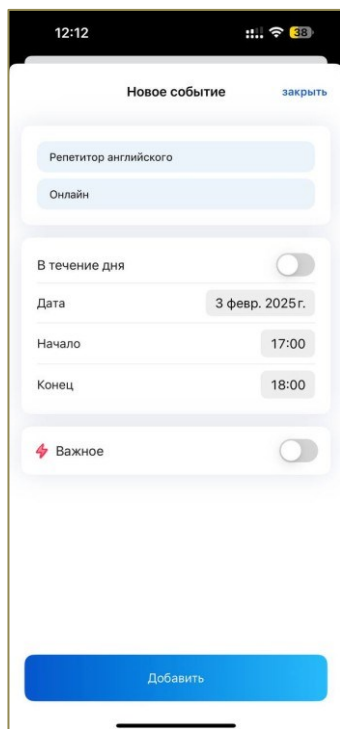 12:12
38
Новое событие
закрыть
Репетитор английского
Онлайн
В течение дня
Дата
3 февр. 2025 г.
Начало
17:00
Конец
18:00
Важное
Добавить